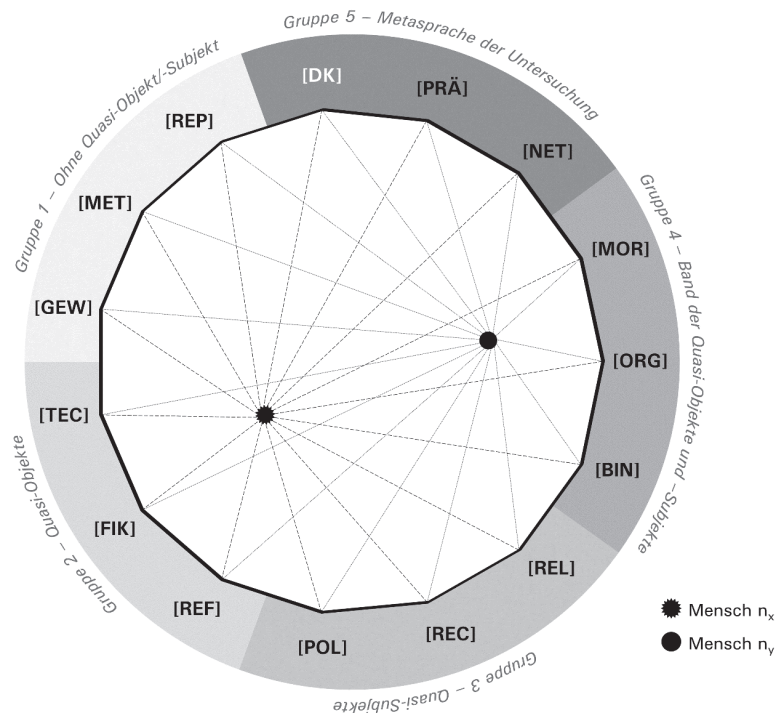 Gruppe 5 – Metasprache der Untersuchung
Gruppe 1 – Ohne Quasi-Objekt/-Subjekt
[DK]
[PRÄ]
[REP]
[NET]
[MET]
Gruppe 4 – Band der Quasi-Objekte und –Subjekte
[MOR]
[GEW]
[ORG]
[TEC]
[BIN]
Gruppe 2 – Quasi-Objekte
[FIK]
[REL]
[REF]
[REC]
[POL]
Gruppe 3 – Quasi-Subjekte
Mensch nx
Mensch ny